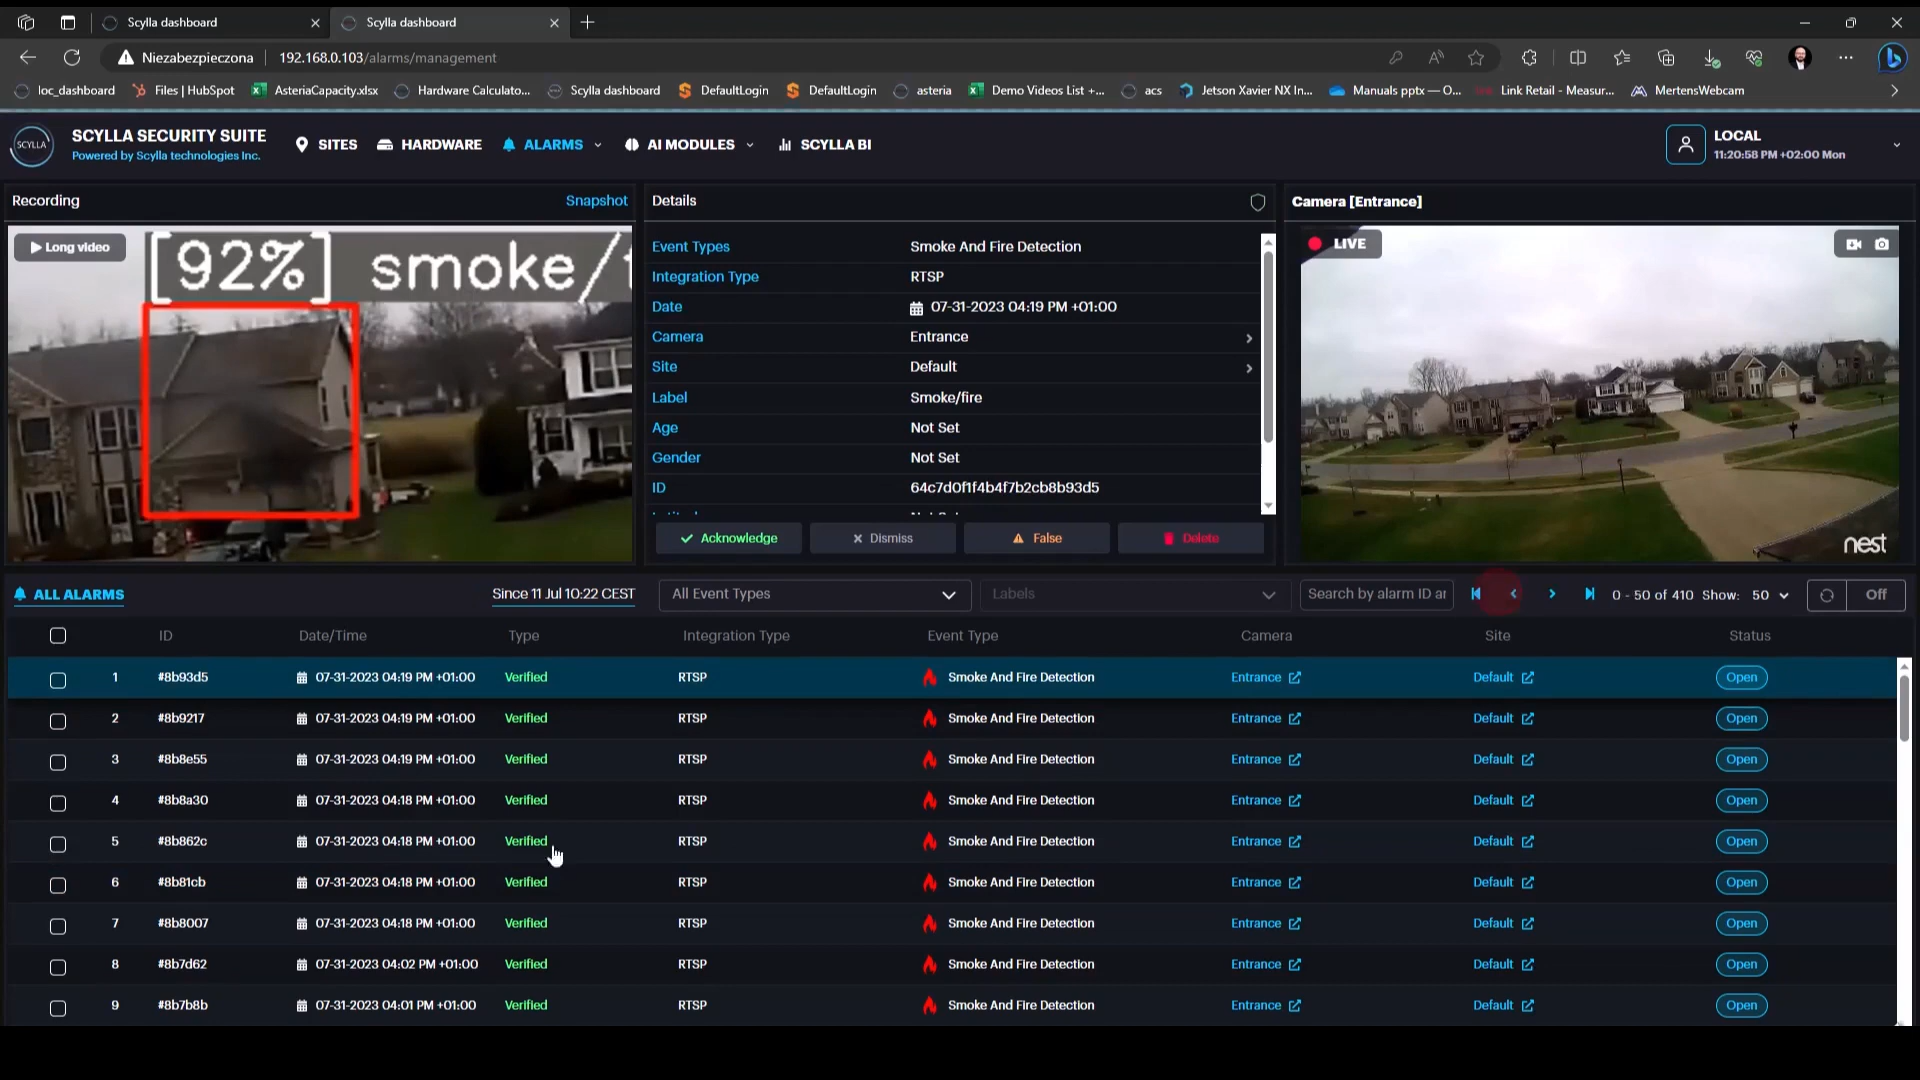 Scylla dashboard
Scylla dashboard
Niezabezpieczona 192.168.0.103/alarms/management
loc_dashboard Files | HubSpot AsteriaCapacity.xlsx Hardware Calculato... Scylla dashboard DefaultLogin DefaultLogin asteria Demo Videos List +... acs Jetson Xavier NX In... Manuals pptx — O... Link Retail - Measur... MertensWebcam
SCYLLA
SCYLLA SECURITY SUITE
Powered by Scylla technologies Inc.
SITES HARDWARE ALARMS AI MODULES SCYLLA BI
LOCAL
11:20:58 PM +02:00 Mon
Recording Snapshot
Long video
[92%] smoke/
Details
Event Types Smoke And Fire Detection
Integration Type RTSP
Date 07-31-2023 04:19 PM +01:00
Camera Entrance
Site Default
Label Smoke/fire
Age Not Set
Gender Not Set
ID 64c7d0f1f4b4f7b2cb8b93d5
Acknowledge Dismiss False Delete
Camera [Entrance]
LIVE
nest
ALL ALARMS Since 11 Jul 10:22 CEST All Event Types Labels Search by alarm ID ar 0 - 50 of 410 Show: 50 Off
ID Date/Time Type Integration Type Event Type Camera Site Status
1 #8b93d5 07-31-2023 04:19 PM +01:00 Verified RTSP Smoke And Fire Detection Entrance Default Open
2 #8b9217 07-31-2023 04:19 PM +01:00 Verified RTSP Smoke And Fire Detection Entrance Default Open
3 #8b8e55 07-31-2023 04:19 PM +01:00 Verified RTSP Smoke And Fire Detection Entrance Default Open
4 #8b8a30 07-31-2023 04:18 PM +01:00 Verified RTSP Smoke And Fire Detection Entrance Default Open
5 #8b862c 07-31-2023 04:18 PM +01:00 Verified RTSP Smoke And Fire Detection Entrance Default Open
6 #8b81cb 07-31-2023 04:18 PM +01:00 Verified RTSP Smoke And Fire Detection Entrance Default Open
7 #8b8007 07-31-2023 04:18 PM +01:00 Verified RTSP Smoke And Fire Detection Entrance Default Open
8 #8b7d62 07-31-2023 04:02 PM +01:00 Verified RTSP Smoke And Fire Detection Entrance Default Open
9 #8b7b8b 07-31-2023 04:01 PM +01:00 Verified RTSP Smoke And Fire Detection Entrance Default Open